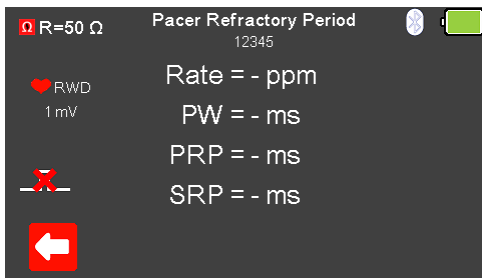 Ω R=50 Ω
Pacer Refractory Period
12345
RWD
1 mV
Rate = - ppm
PW = - ms
PRP = - ms
SRP = - ms